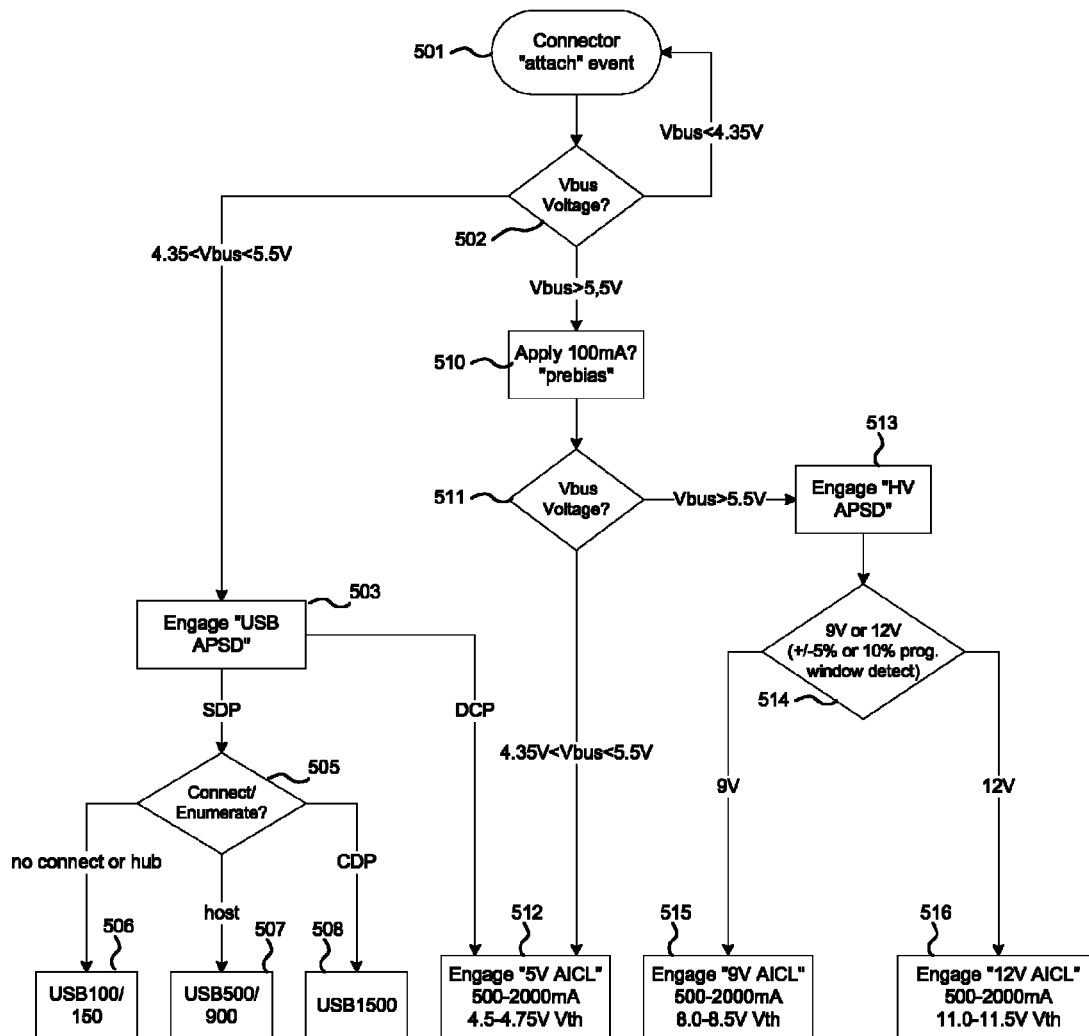 501
Connector
"attach" event
Vbus<4.35V
Vbus
Voltage?
502
4.35<Vbus<5.5V
Vbus>5,5V
510
Apply 100mA?
"prebias"
513
511
Vbus
Voltage?
Vbus>5.5V
Engage "HV
APSD"
503
Engage "USB
APSD"
9V or 12V
(+/-5% or 10% prog.
window detect)
514
SDP
DCP
4.35V<Vbus<5.5V
505
Connect/
Enumerate?
9V
12V
no connect or hub
CDP
host
506
507
508
512
515
516
USB100/
150
USB500/
900
USB1500
Engage "5V AICL"
500-2000mA
4.5-4.75V Vth
Engage "9V AICL"
500-2000mA
8.0-8.5V Vth
Engage "12V AICL"
500-2000mA
11.0-11.5V Vth